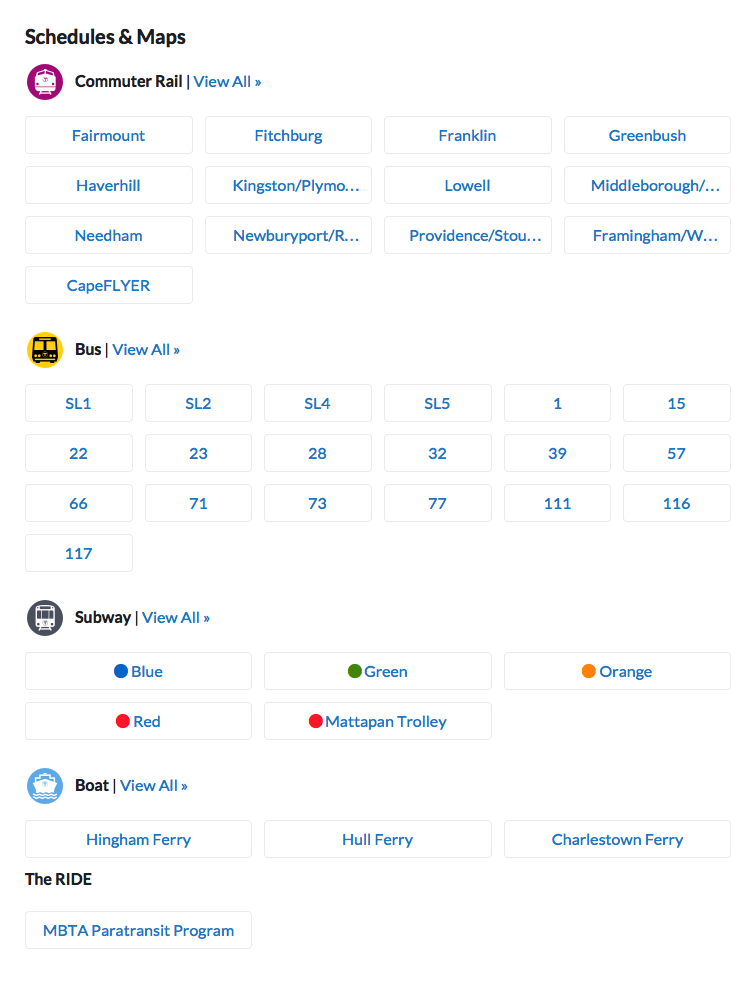 Schedules & Maps
Commuter Rail | View All »
Fairmount Fitchburg Franklin Greenbush
Haverhill Kingston/Plymo... Lowell Middleborough/...
Needham Newburyport/R... Providence/Stou... Framingham/W...
CapeFLYER
Bus | View All »
SL1 SL2 SL4 SL5 1 15
22 23 28 32 39 57
66 71 73 77 111 116
117
Subway | View All »
Blue Green Orange
Red Mattapan Trolley
Boat | View All »
Hingham Ferry Hull Ferry Charlestown Ferry
The RIDE
MBTA Paratransit Program